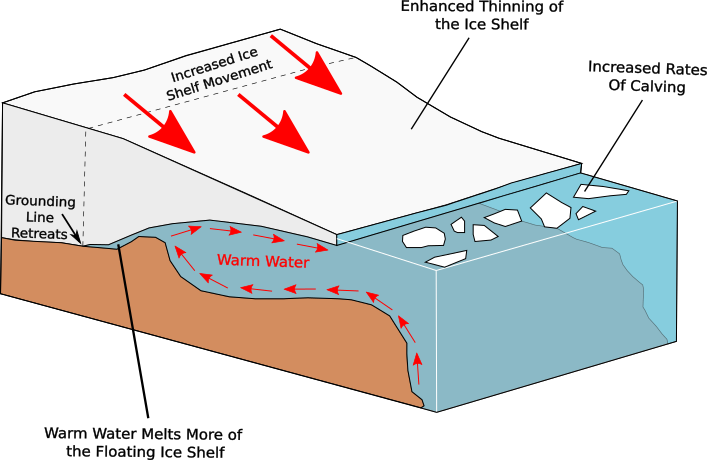 Enhanced Thinning of
the Ice Shelf
Increased Ice
Shelf Movement
Increased Rates
Of Calving
Grounding
Line
Retreats
Warm Water
Warm Water Melts More of
the Floating Ice Shelf